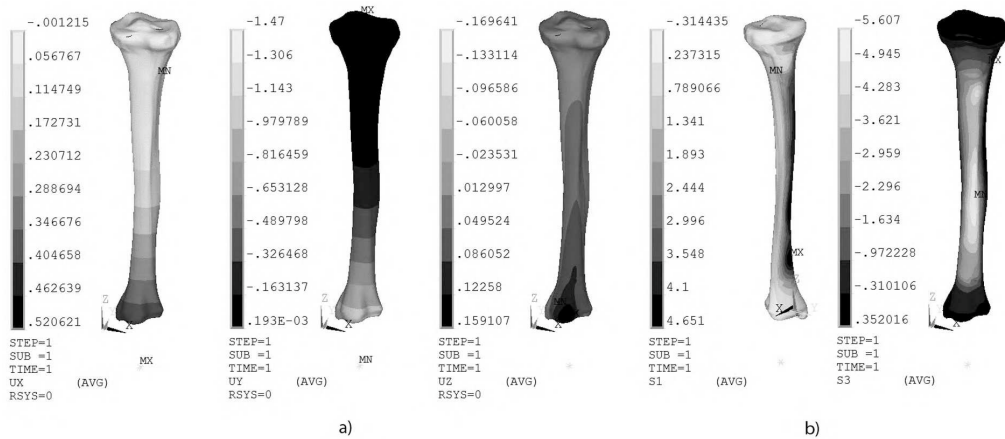 -.001215
.056767
.114749
.172731
.230712
.288694
.346676
.404658
.462639
.520621
MN
Z
X
STEP=1
SUB =1
TIME=1
UX (AVG)
RSYS=0
MX
-1.47
-1.306
-1.143
-.979789
-.816459
-.653128
-.489798
-.326468
-.163137
.193E-03
MX
Z
X
STEP=1
SUB =1
TIME=1
UY (AVG)
RSYS=0
MN
-.169641
-.133114
-.096586
-.060058
-.023531
.012997
.049524
.086052
.12258
.159107
Z
X
STEP=1
SUB =1
TIME=1
UZ (AVG)
RSYS=0
a)
-.314435
.237315
.789066
1.341
1.893
2.444
2.996
3.548
4.1
4.651
MN
MX
Z
X
Y
STEP=1
SUB =1
TIME=1
S1 (AVG)
-5.607
-4.945
-4.283
-3.621
-2.959
-2.296
-1.634
-.972228
-.310106
.352016
MX
MN
Z
X
STEP=1
SUB =1
TIME=1
S3 (AVG)
b)